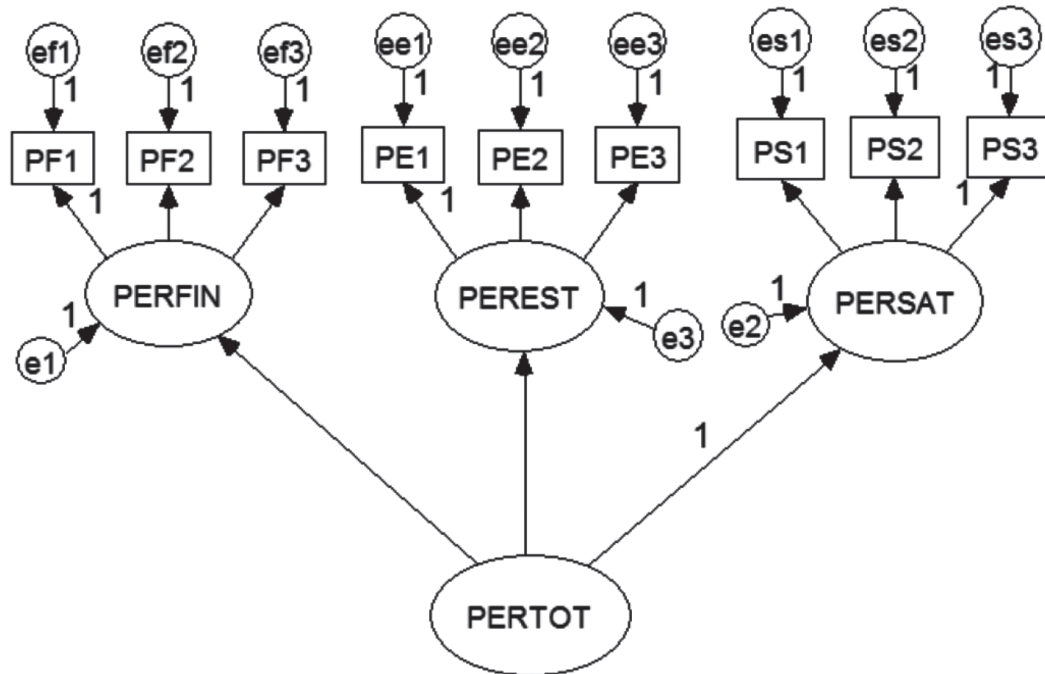 ef1 ef2 ef3 ee1 ee2 ee3 es1 es2 es3
1 1 1 1 1 1 1 1 1
PF1 PF2 PF3 PE1 PE2 PE3 PS1 PS2 PS3
1 1 1
PERFIN PEREST PERSAT
1 1 1
e1 e3 e2
1
PERTOT